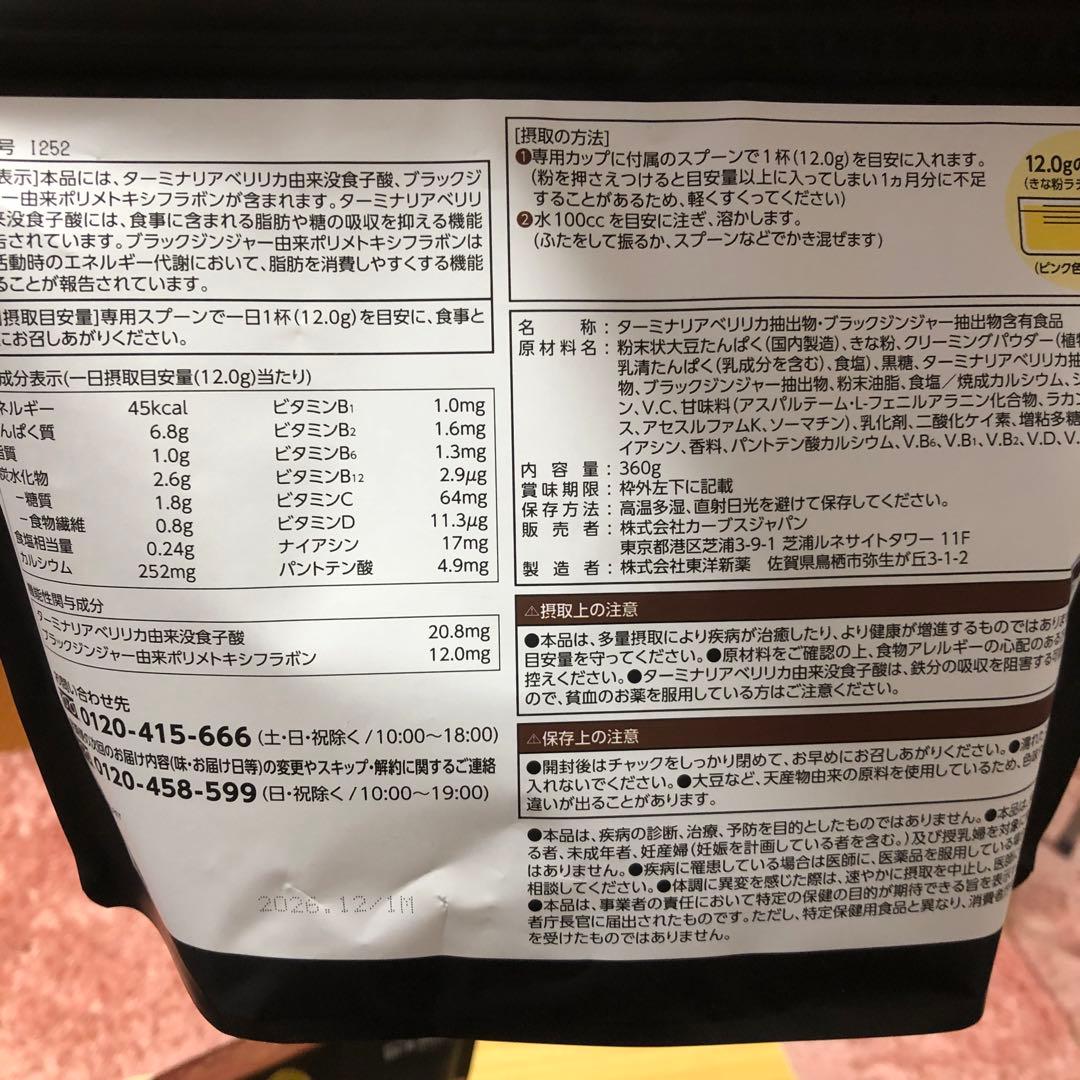 号 1252
表示]本品には、ターミナリアベリリカ由来没食子酸、ブラックジ
ー由来ポリメトキシフラボンが含まれます。ターミナリアベリリ
来没食子酸には、食事に含まれる脂肪や糖の吸収を抑える機能
告されています。ブラックジンジャー由来ポリメトキシフラボンは
活動時のエネルギー代謝において、脂肪を消費しやすくする機能
ることが報告されています。
摂取目安量]専用スプーンで一日1杯(12.0g)を目安に、食事と
にお召しあがりください。
成分表示(一日摂取目安量(12.0g)当たり)
ネルギー 45kcal ビタミンB1 1.0mg
んぱく質 6.8g ビタミンB2 1.6mg
脂質 1.0g ビタミンB6 1.3mg
炭水化物 2.6g ビタミンB12 2.9μg
－糖質 1.8g ビタミンC 64mg
－食物繊維 0.8g ビタミンD 11.3μg
食塩相当量 0.24g ナイアシン 17mg
カルシウム 252mg パントテン酸 4.9mg
機能性関与成分
ターミナリアベリリカ由来没食子酸 20.8mg
ブラックジンジャー由来ポリメトキシフラボン 12.0mg
お問い合わせ先
0120-415-666 (土・日・祝除く/10:00～18:00)
のお届け内容(味・お届け日等)の変更やスキップ・解約に関するご連絡
0120-458-599 (日・祝除く/10:00～19:00)
2026.12/1M
[摂取の方法]
❶専用カップに付属のスプーンで1杯(12.0g)を目安に入れます。
(粉を押さえつけると目安量以上に入ってしまい1ヵ月分に不足
することがあるため、軽くすくってください)
❷水100ccを目安に注ぎ、溶かします。
(ふたをして振るか、スプーンなどでかき混ぜます)
12.0gの
(きな粉ラテ
(ピンク色
名 称：ターミナリアベリリカ抽出物・ブラックジンジャー抽出物含有食品
原材料名：粉末状大豆たんぱく(国内製造)、きな粉、クリーミングパウダー(植物
乳清たんぱく(乳成分を含む)、食塩)、黒糖、ターミナリアベリリカ抽
物、ブラックジンジャー抽出物、粉末油脂、食塩／焼成カルシウム、シ
ン、V.C、甘味料(アスパルテーム・L-フェニルアラニン化合物、ラカン
ス、アセスルファムK、ソーマチン)、乳化剤、二酸化ケイ素、増粘多糖
イアシン、香料、パントテン酸カルシウム、V.B6、V.B1、V.B2、V.D、V.
内容量：360g
賞味期限：枠外左下に記載
保存方法：高温多湿、直射日光を避けて保存してください。
販売者：株式会社カーブスジャパン
東京都港区芝浦3-9-1 芝浦ルネサイトタワー 11F
製造者：株式会社東洋新薬 佐賀県鳥栖市弥生が丘3-1-2
⚠摂取上の注意
●本品は、多量摂取により疾病が治癒したり、より健康が増進するものではありま
目安量を守ってください。●原材料をご確認の上、食物アレルギーの心配のある
控えください。●ターミナリアベリリカ由来没食子酸は、鉄分の吸収を阻害する可
ので、貧血のお薬を服用している方はご注意ください。
⚠保存上の注意
●開封後はチャックをしっかり閉めて、お早めにお召しあがりください。●濡れた
入れないでください。●大豆など、天産物由来の原料を使用しているため、色
違いが出ることがあります。
●本品は、疾病の診断、治療、予防を目的としたものではありません。●本品は、
る者、未成年者、妊産婦(妊娠を計画している者を含む。)及び授乳婦を対象に
はありません。●疾病に罹患している場合は医師に、医薬品を服用している場
相談してください。●体調に異変を感じた際は、速やかに摂取を中止し、医師
●本品は、事業者の責任において特定の保健の目的が期待できる旨を表示
者庁長官に届出されたものです。ただし、特定保健用食品と異なり、消費者
を受けたものではありません。